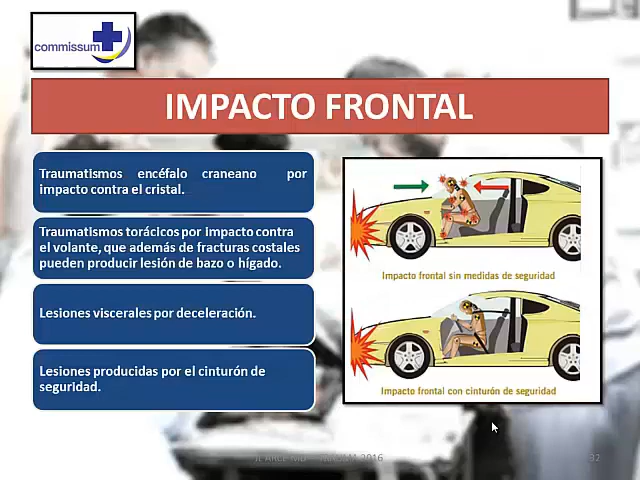 commissum
IMPACTO FRONTAL
Traumatismos encéfalo craneano por
impacto contra el cristal.
Traumatismos torácicos por impacto contra
el volante, que además de fracturas costales
pueden producir lesión de bazo o hígado.
Lesiones viscerales por deceleración.
Lesiones producidas por el cinturón de
seguridad.
Impacto frontal sin medidas de seguridad
Impacto frontal con cinturón de seguridad
2016
32